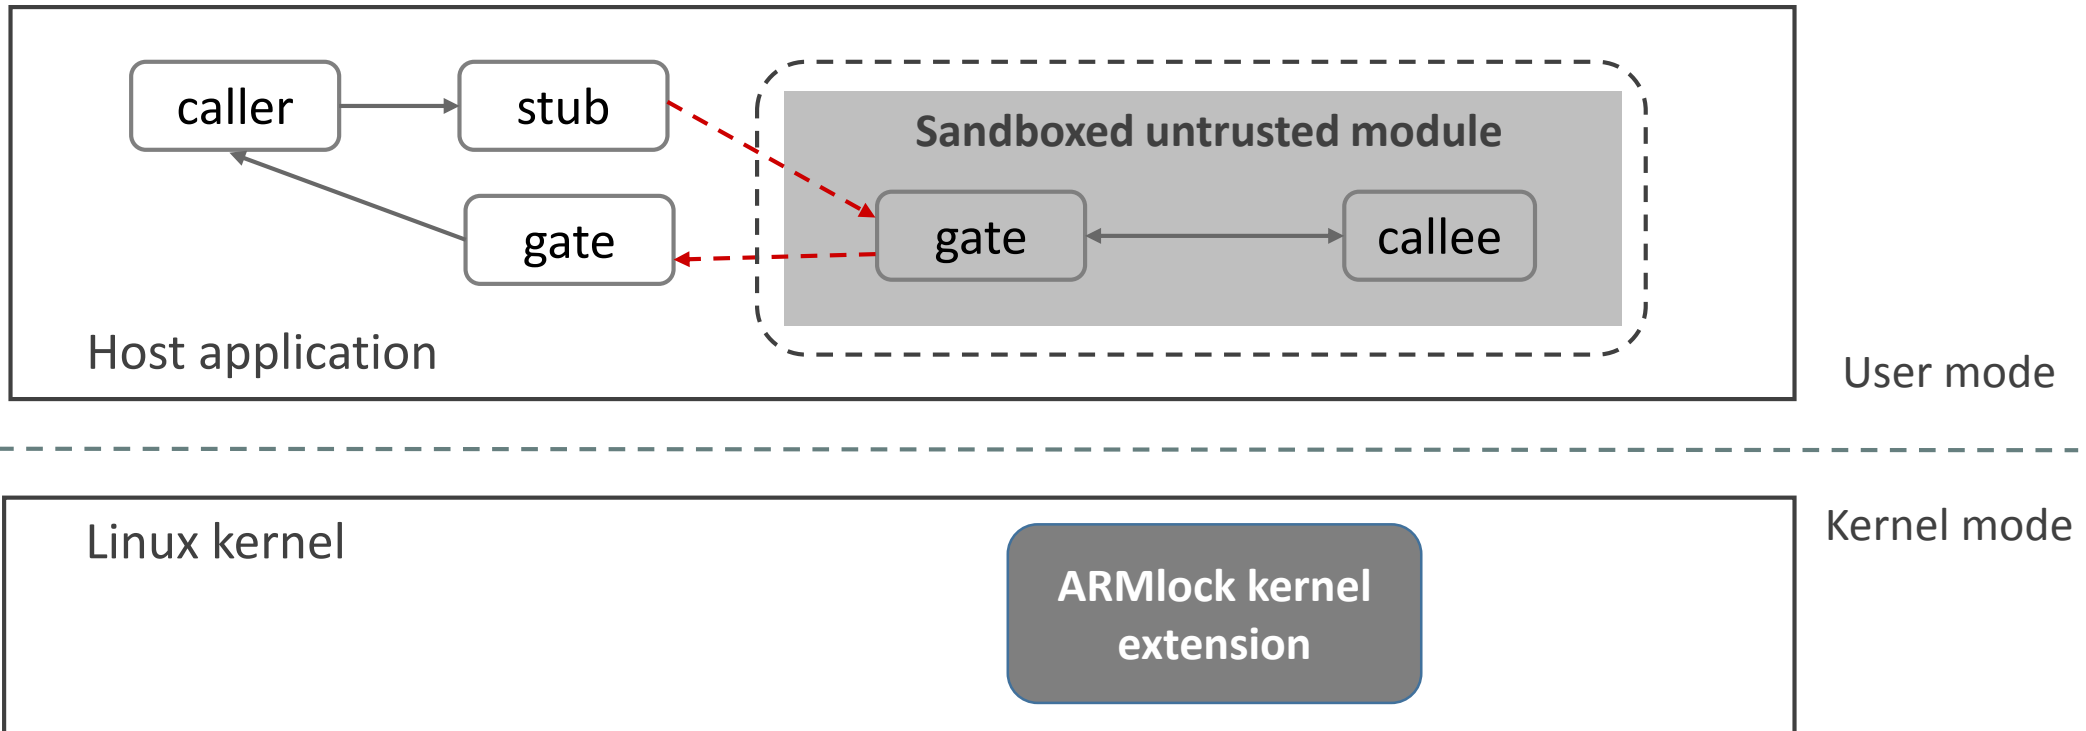 caller
stub
Sandboxed untrusted module
gate
gate
callee
Host application
User mode
Linux kernel
Kernel mode
ARMlock kernel
extension